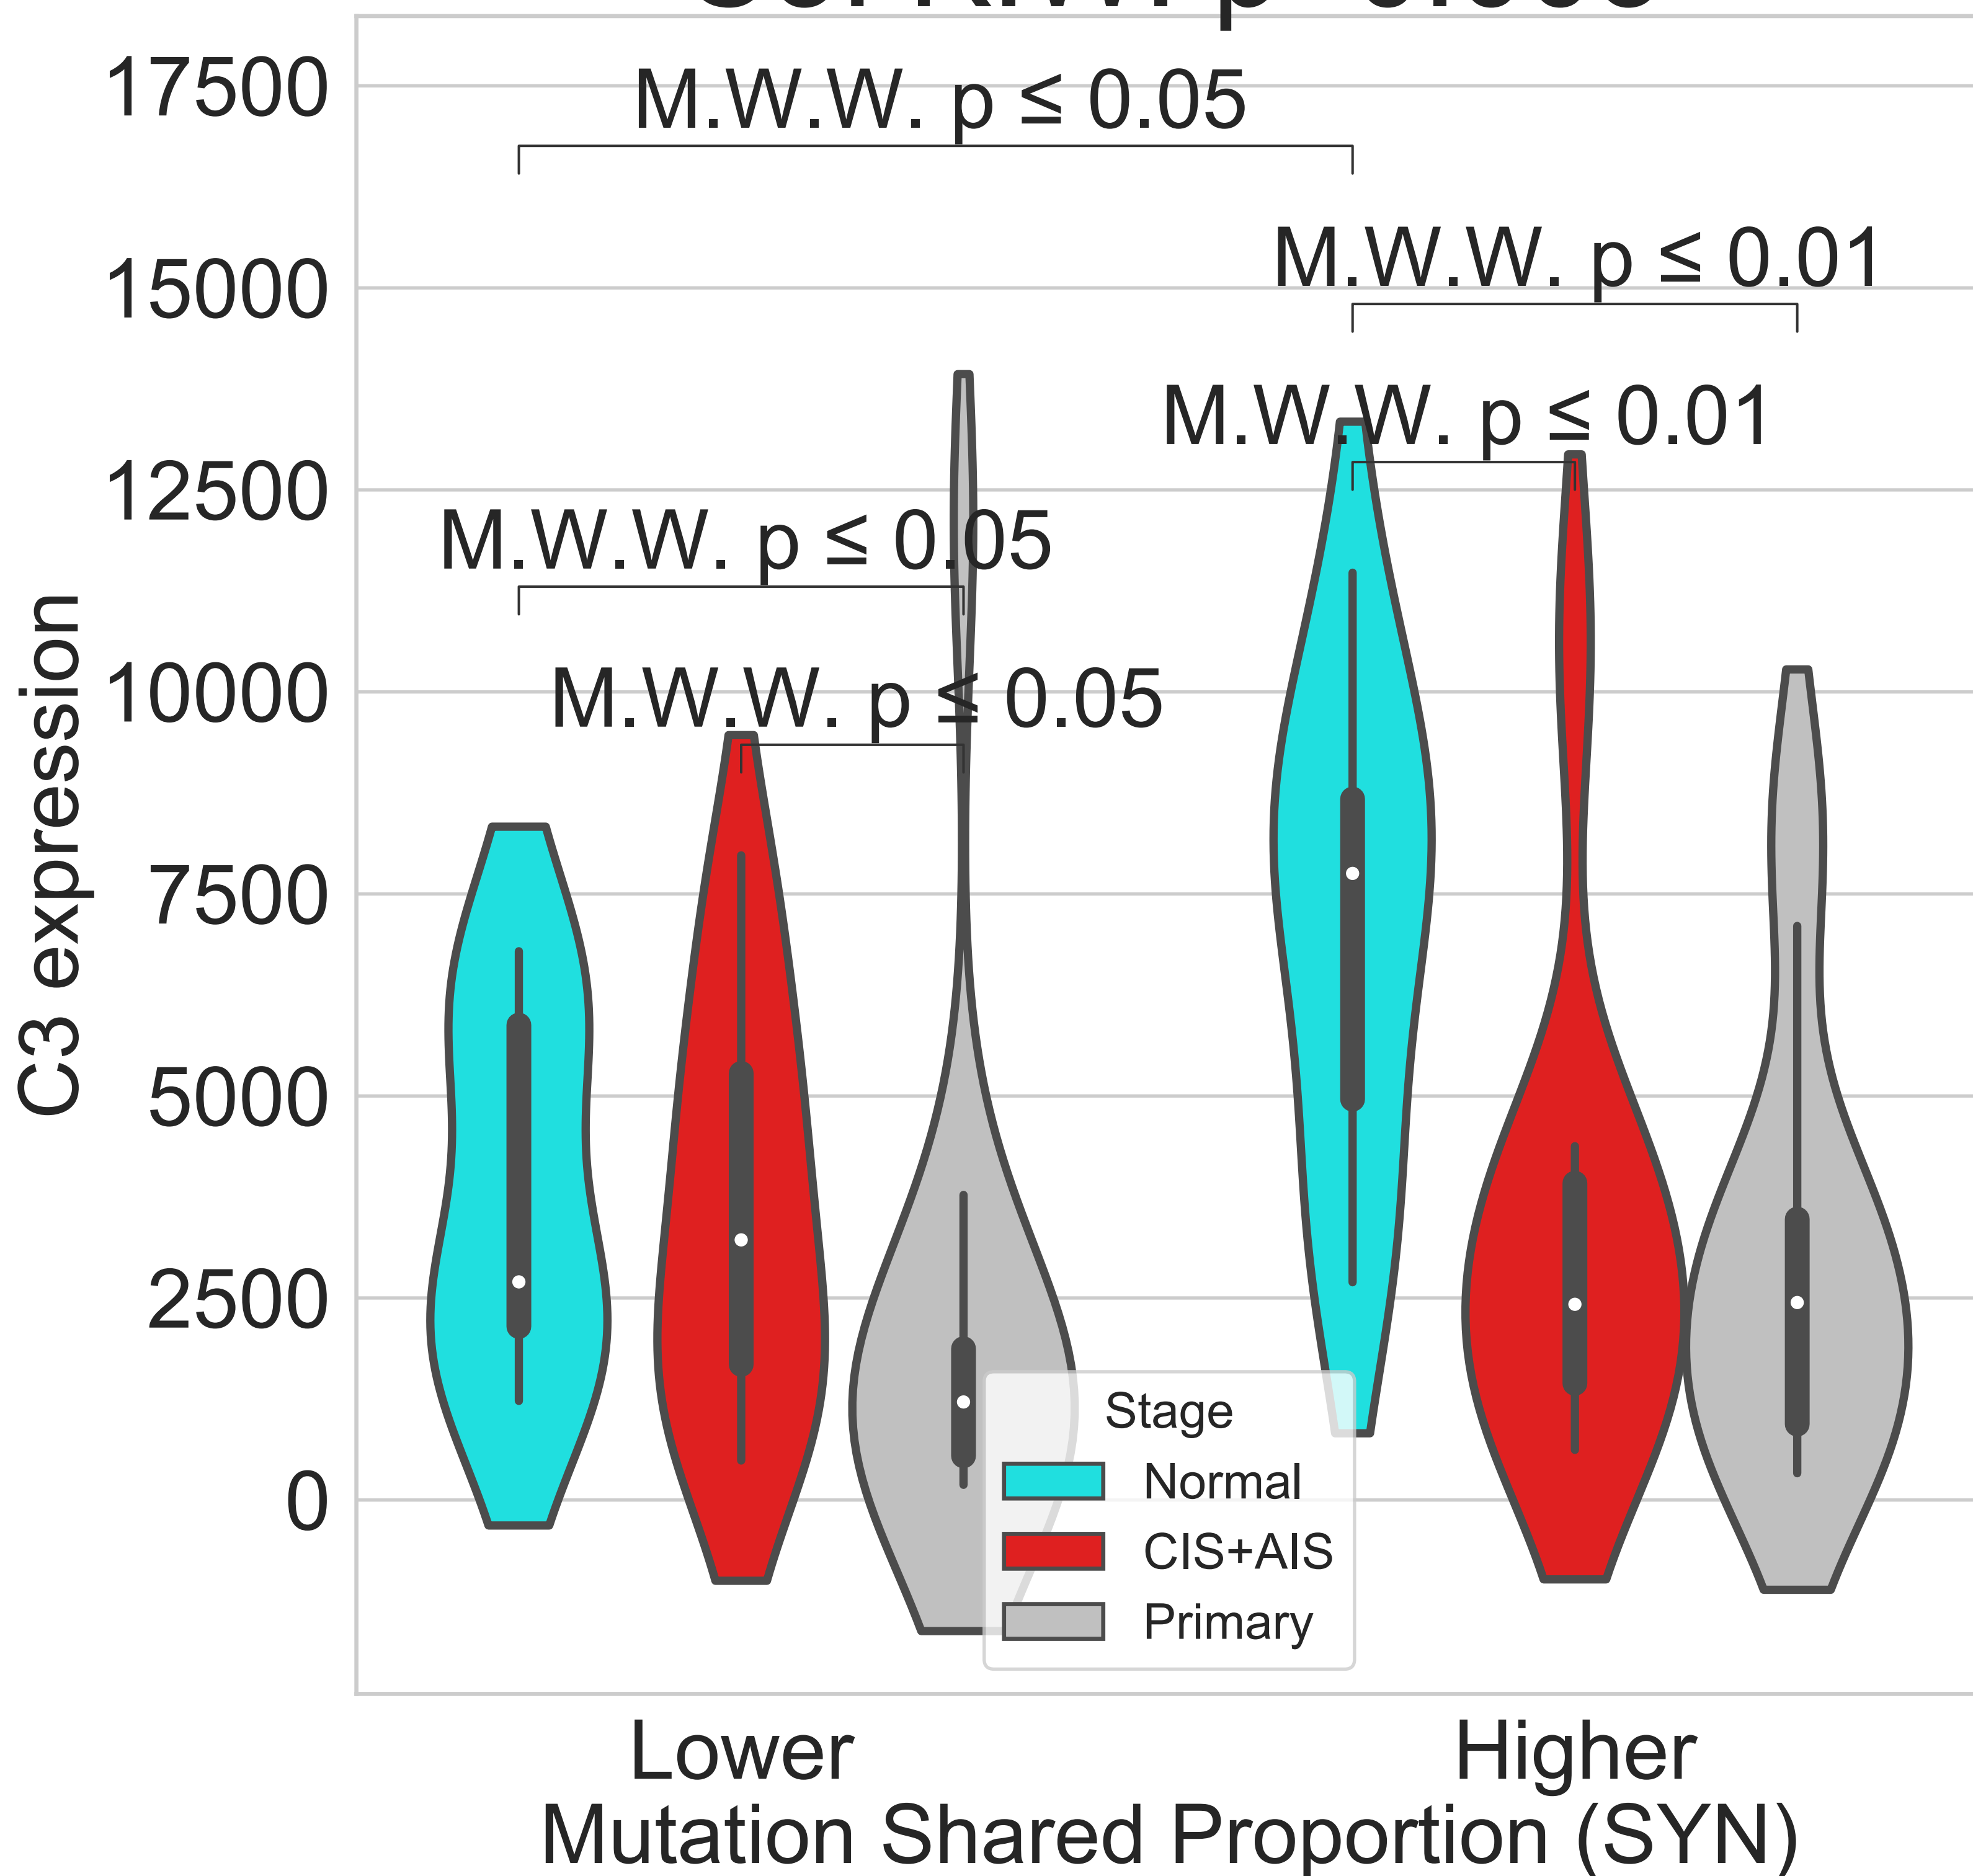 17500
M.W.W. p ≤ 0.05
15000
M.W.W. p ≤ 0.01
M.W.W. p ≤ 0.01
12500
M.W.W. p ≤ 0.05
10000
M.W.W. p ≤ 0.05
C3 expression
7500
5000
2500
0
Stage
Normal
CIS+AIS
Primary
Lower
Higher
Mutation Shared Proportion (SYN)